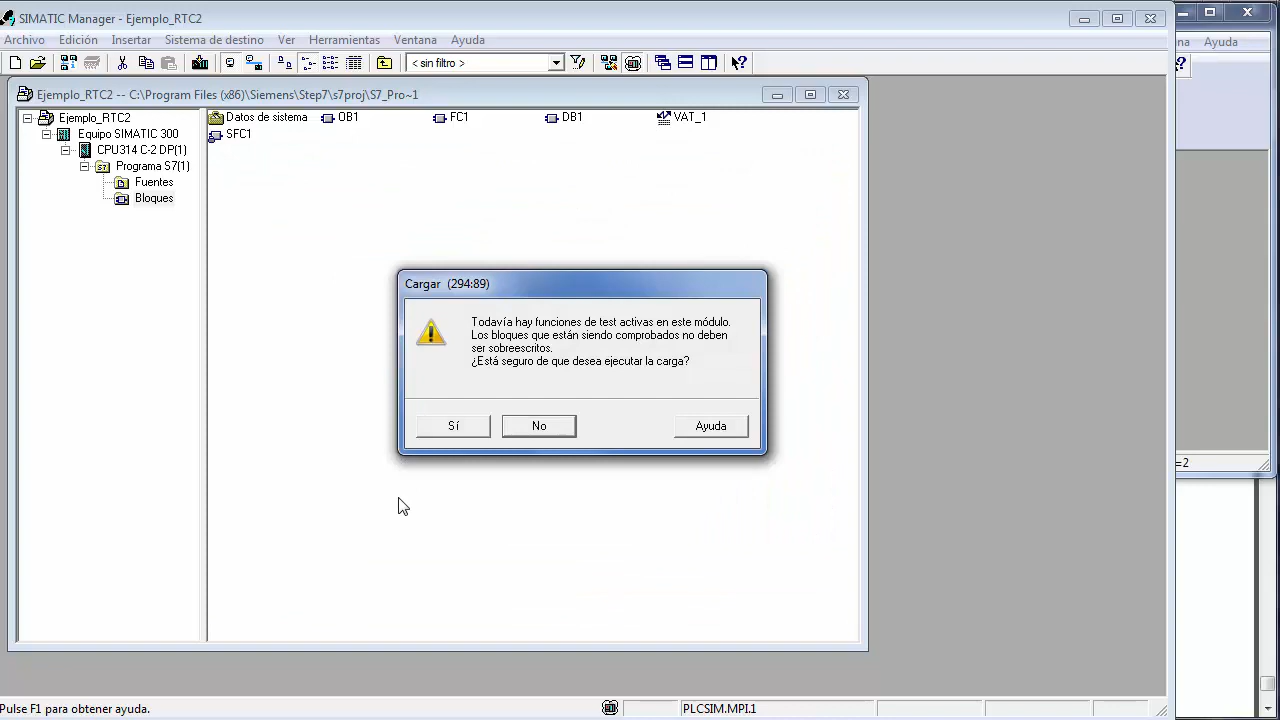 SIMATIC Manager - Ejemplo_RTC2
Archivo Edición Insertar Sistema de destino Ver Herramientas Ventana Ayuda
na Ayuda
< sin filtro >
Ejemplo_RTC2 -- C:\Program Files (x86)\Siemens\Step7\s7proj\S7_Pro~1
Ejemplo_RTC2
Equipo SIMATIC 300
CPU314 C-2 DP(1)
Programa S7(1)
Fuentes
Bloques
Datos de sistema OB1 FC1 DB1 VAT_1
SFC1
Cargar (294:89)
Todavía hay funciones de test activas en este módulo.
Los bloques que están siendo comprobados no deben
ser sobreescritos.
¿Está seguro de que desea ejecutar la carga?
Sí No Ayuda
=2
Pulse F1 para obtener ayuda.
PLCSIM.MPI.1